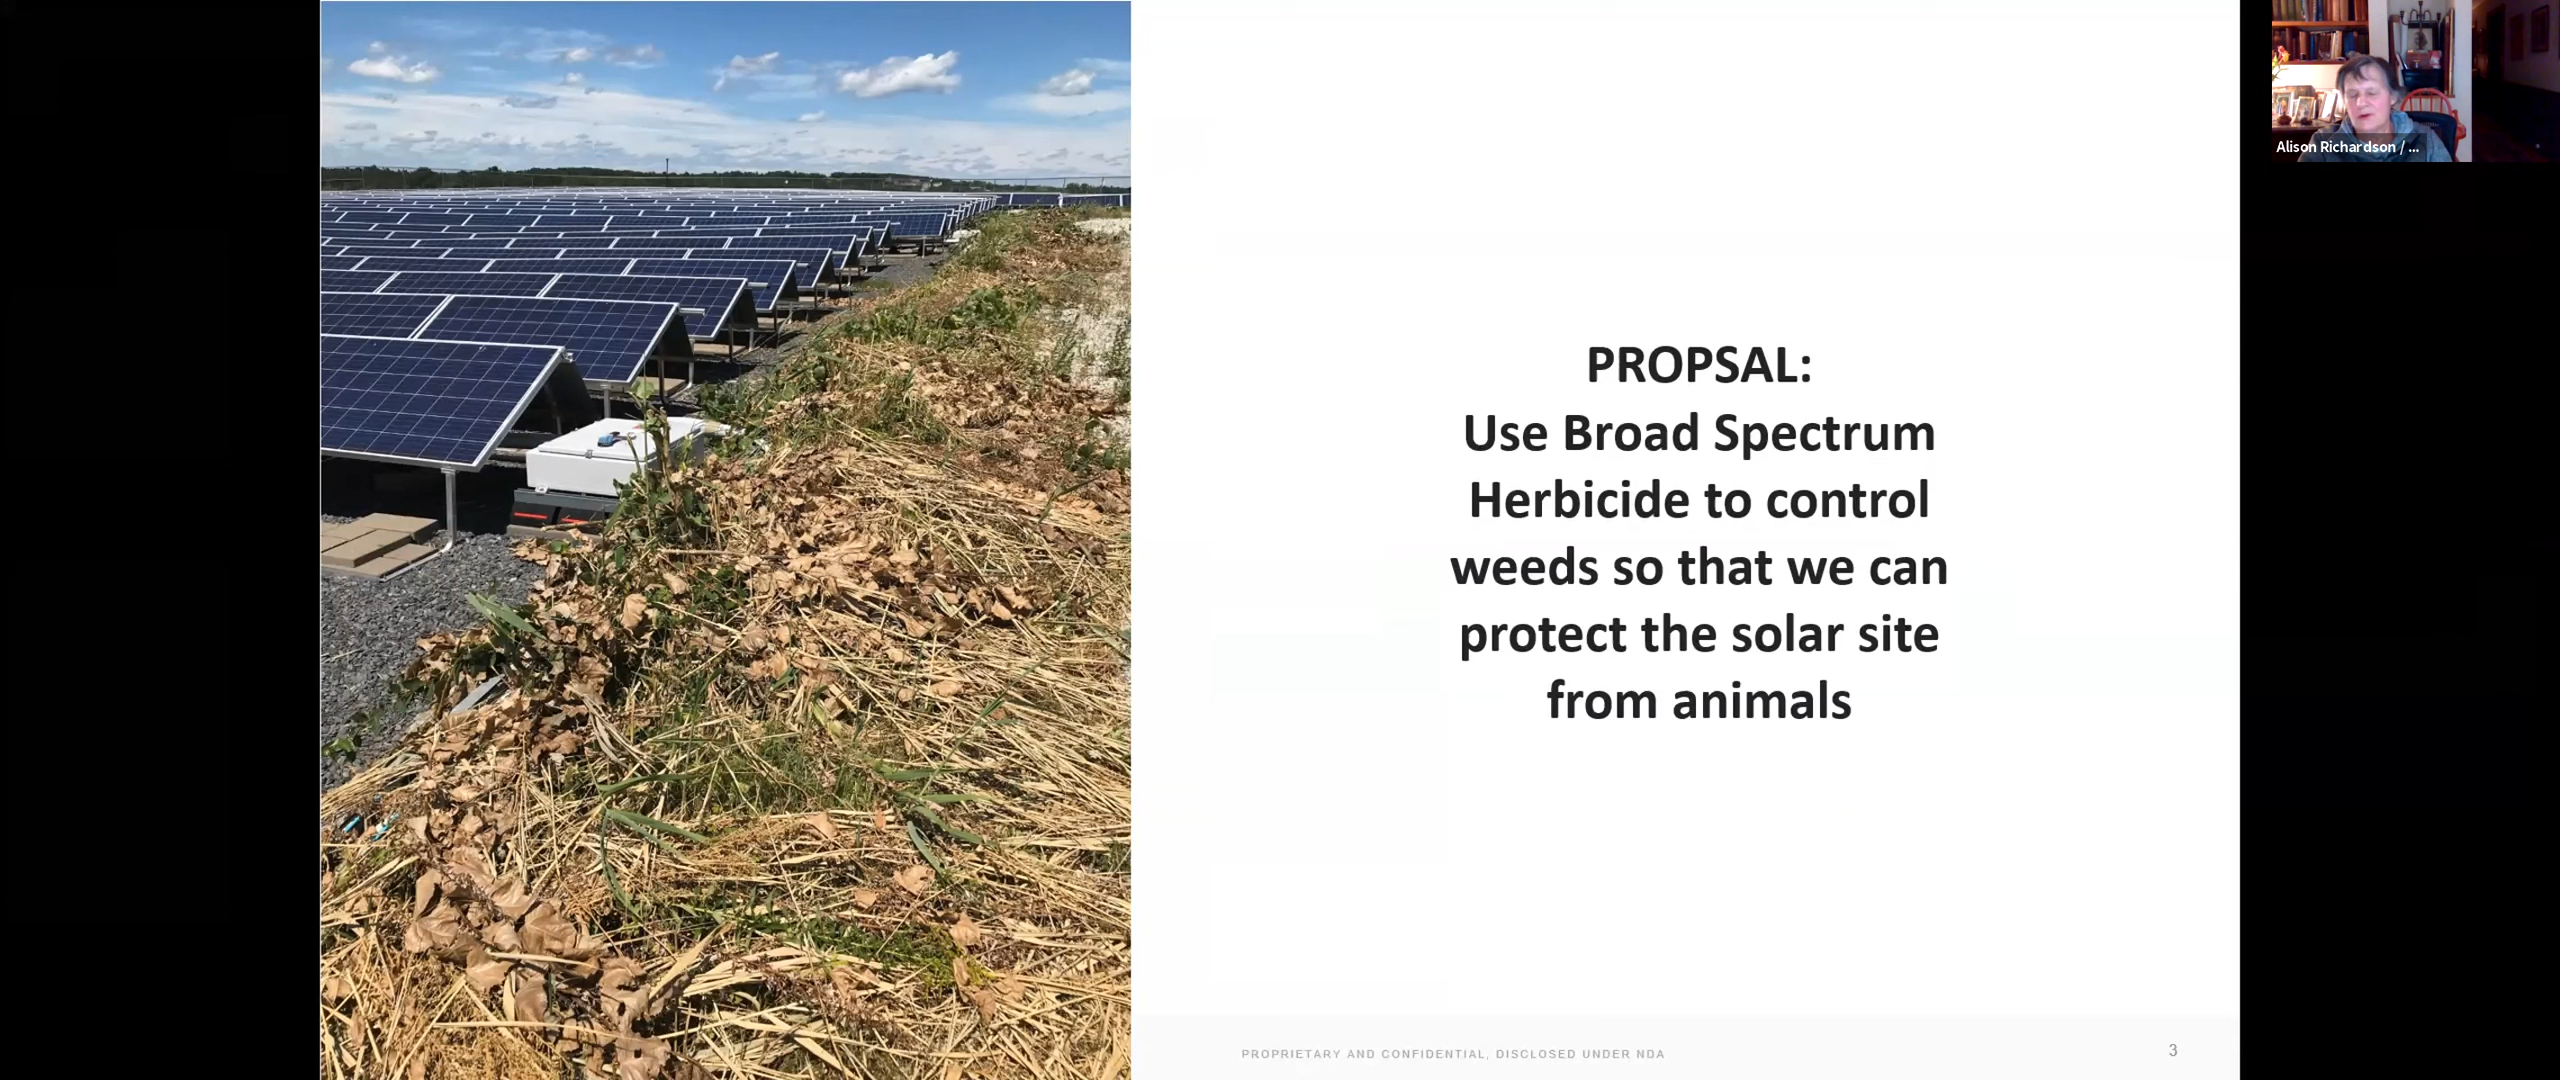 Alison Richardson / ...
PROPSAL:
Use Broad Spectrum
Herbicide to control
weeds so that we can
protect the solar site
from animals
PROPRIETARY AND CONFIDENTIAL, DISCLOSED UNDER NDA
3